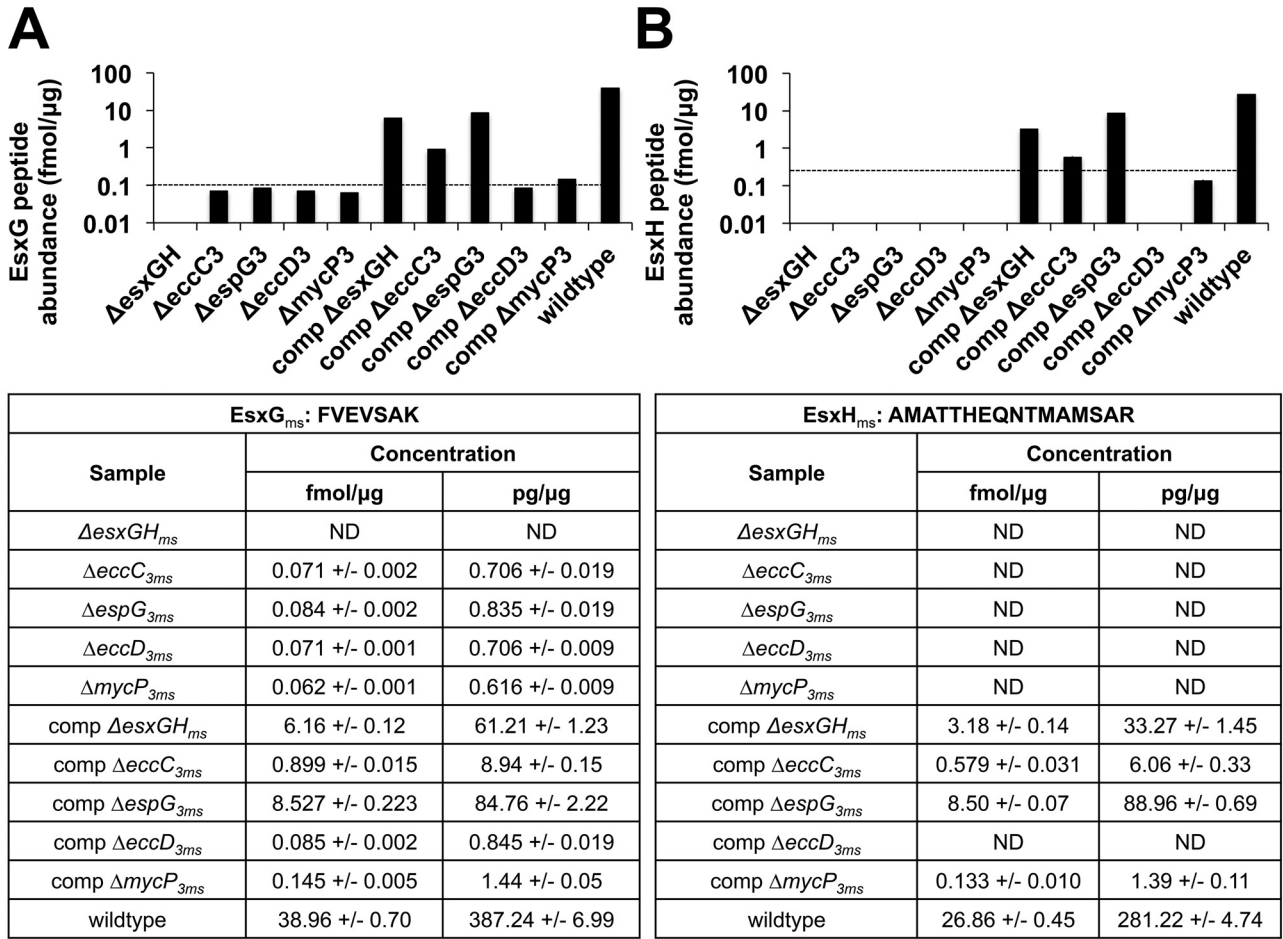 A
EsxG peptide
abundance (fmol/µg)
100
10
1
0.1
0.01
ΔesxGH
ΔeccC3
ΔespG3
ΔeccD3
ΔmycP3
comp ΔesxGH
comp ΔeccC3
comp ΔespG3
comp ΔeccD3
comp ΔmycP3
wildtype
B
EsxH peptide
abundance (fmol/µg)
100
10
1
0.1
0.01
ΔesxGH
ΔeccC3
ΔespG3
ΔeccD3
ΔmycP3
comp ΔesxGH
comp ΔeccC3
comp ΔespG3
comp ΔeccD3
comp ΔmycP3
wildtype
EsxGms: FVEVSAK
Sample Concentration
fmol/µg pg/µg
ΔesxGHms ND ND
ΔeccC3ms 0.071 +/- 0.002 0.706 +/- 0.019
ΔespG3ms 0.084 +/- 0.002 0.835 +/- 0.019
ΔeccD3ms 0.071 +/- 0.001 0.706 +/- 0.009
ΔmycP3ms 0.062 +/- 0.001 0.616 +/- 0.009
comp ΔesxGHms 6.16 +/- 0.12 61.21 +/- 1.23
comp ΔeccC3ms 0.899 +/- 0.015 8.94 +/- 0.15
comp ΔespG3ms 8.527 +/- 0.223 84.76 +/- 2.22
comp ΔeccD3ms 0.085 +/- 0.002 0.845 +/- 0.019
comp ΔmycP3ms 0.145 +/- 0.005 1.44 +/- 0.05
wildtype 38.96 +/- 0.70 387.24 +/- 6.99
EsxHms: AMATTHEQNTMAMSAR
Sample Concentration
fmol/µg pg/µg
ΔesxGHms ND ND
ΔeccC3ms ND ND
ΔespG3ms ND ND
ΔeccD3ms ND ND
ΔmycP3ms ND ND
comp ΔesxGHms 3.18 +/- 0.14 33.27 +/- 1.45
comp ΔeccC3ms 0.579 +/- 0.031 6.06 +/- 0.33
comp ΔespG3ms 8.50 +/- 0.07 88.96 +/- 0.69
comp ΔeccD3ms ND ND
comp ΔmycP3ms 0.133 +/- 0.010 1.39 +/- 0.11
wildtype 26.86 +/- 0.45 281.22 +/- 4.74